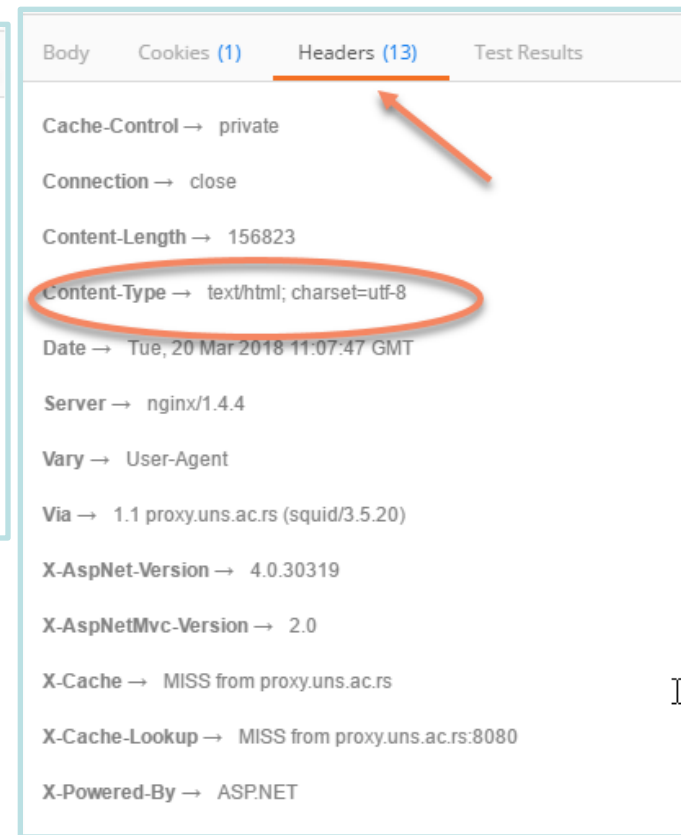 Body Cookies (1) Headers (13) Test Results
Cache-Control → private
Connection → close
Content-Length → 156823
Content-Type → text/html; charset=utf-8
Date → Tue, 20 Mar 2018 11:07:47 GMT
Server → nginx/1.4.4
Vary → User-Agent
Via → 1.1 proxy.uns.ac.rs (squid/3.5.20)
X-AspNet-Version → 4.0.30319
X-AspNetMvc-Version → 2.0
X-Cache → MISS from proxy.uns.ac.rs
X-Cache-Lookup → MISS from proxy.uns.ac.rs:8080
X-Powered-By → ASP.NET